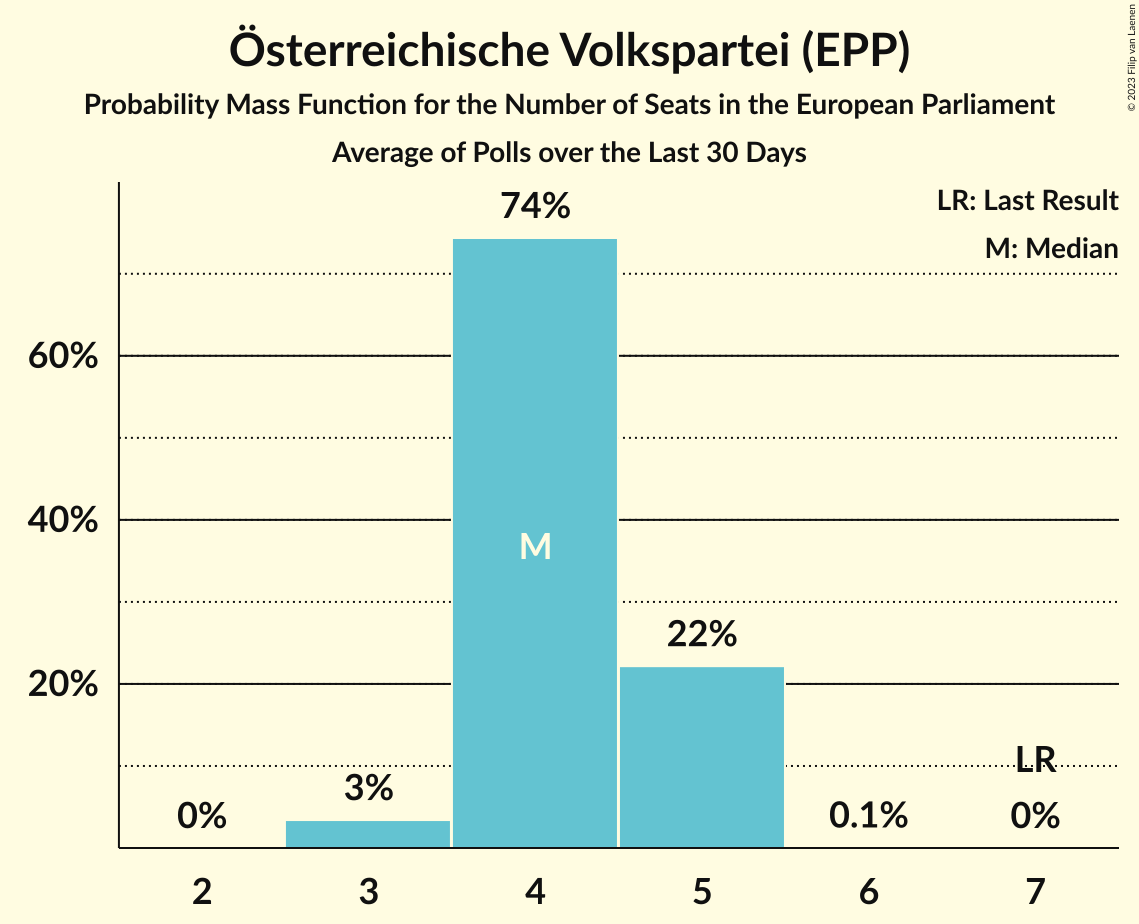 Österreichische Volkspartei (EPP)
Probability Mass Function for the Number of Seats in the European Parliament
Average of Polls over the Last 30 Days
© 2023 Filip van Laenen
LR: Last Result
M: Median
74%
60%
40%
M
22%
20%
LR
3%
0%
0.1%
0%
2 3 4 5 6 7